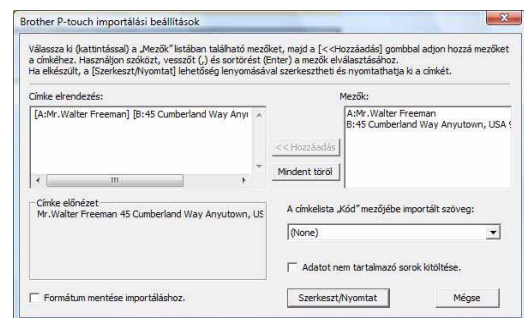 Brother P-touch importálási beállítások
Válassza ki (kattintással) a „Mezők” listában található mezőket, majd a [<<Hozzáadás] gombbal adjon hozzá mezőket
a címkéhez. Használjon szóközt, vesszőt (,) és sortörést (Enter) a mezők elválasztásához.
Ha elkészült, a [Szerkeszt/Nyomtat] lehetőség lenyomásával szerkesztheti és nyomtathatja ki a címkét.
Címke elrendezés:
Mezők:
[A:Mr.Walter Freeman] [B:45 Cumberland Way Anyu
A:Mr.Walter Freeman
B:45 Cumberland Way Anyutown, USA 9
<< Hozzáadás
Mindent töröl
Címke előnézet
Mr.Walter Freeman 45 Cumberland Way Anyutown, US
A címkelista „Kód” mezőjébe importált szöveg:
(None)
Adatot nem tartalmazó sorok kitöltése.
Formátum mentése importáláshoz.
Szerkeszt/Nyomtat
Mégse